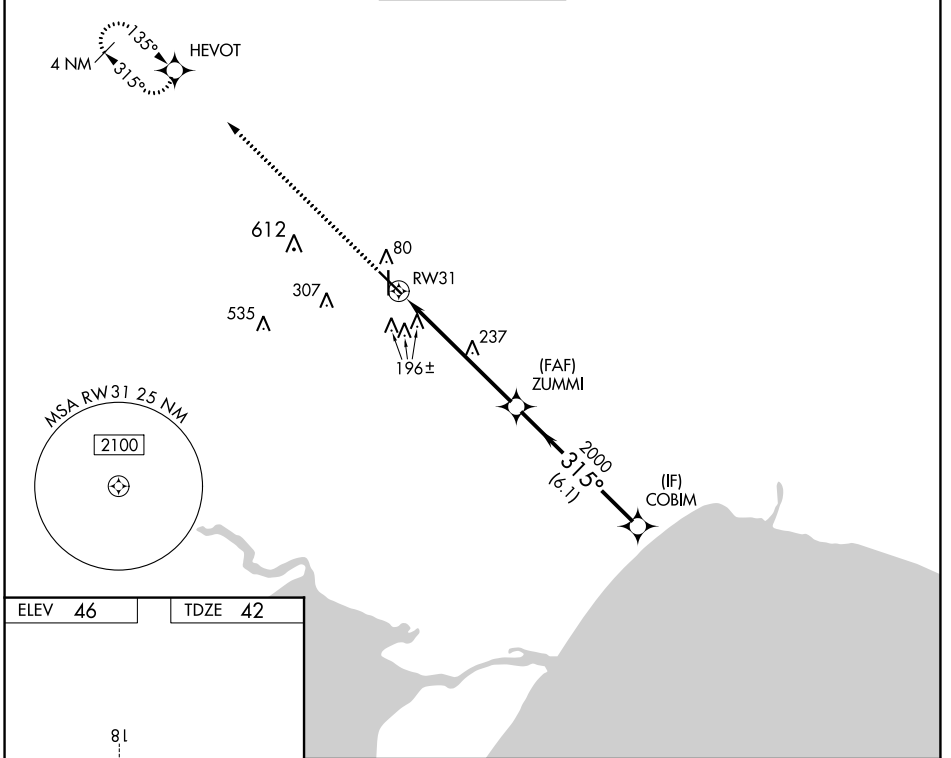 135°
HEVOT
4 NM
315°
612
80
RW31
307
535
237
196±
(FAF)
ZUMMI
MSA RW31 25 NM
2100
2000
315°
(6.1)
(IF)
COBIM
ELEV 46
TDZE 42
18